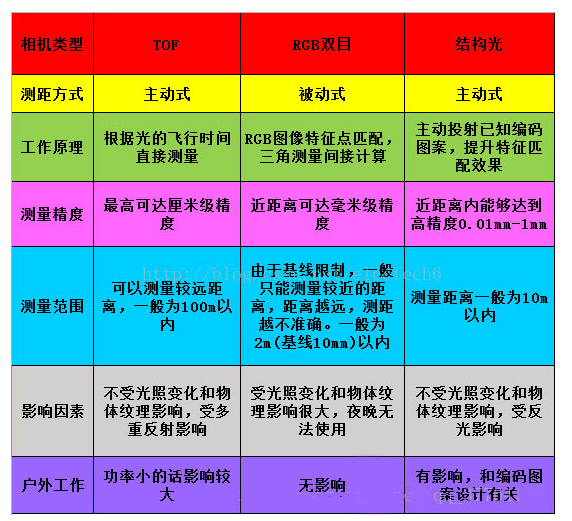 相机类型
TOF
RGB双目
结构光
测距方式
主动式
被动式
主动式
工作原理
根据光的飞行时间
直接测量
RGB图像特征点匹配，
三角测量间接计算
主动投射已知编码
图案，提升特征匹
配效果
测量精度
最高可达厘米级精
度
近距离可达毫米级精
度
近距离内能够达到
高精度0.01mm-1mm
测量范围
可以测量较远距
离，一般为100m以
内
由于基线限制，一般
只能测量较近的距
离，距离越远，测距
越不准确。一般为
2m(基线10mm)以内
测量距离一般为10m
以内
影响因素
不受光照变化和物
体纹理影响，受多
重反射影响
受光照变化和物体纹
理影响很大，夜晚无
法使用
不受光照变化和物
体纹理影响，受反
光影响
户外工作
功率小的话影响较
大
无影响
有影响，和编码图
案设计有关